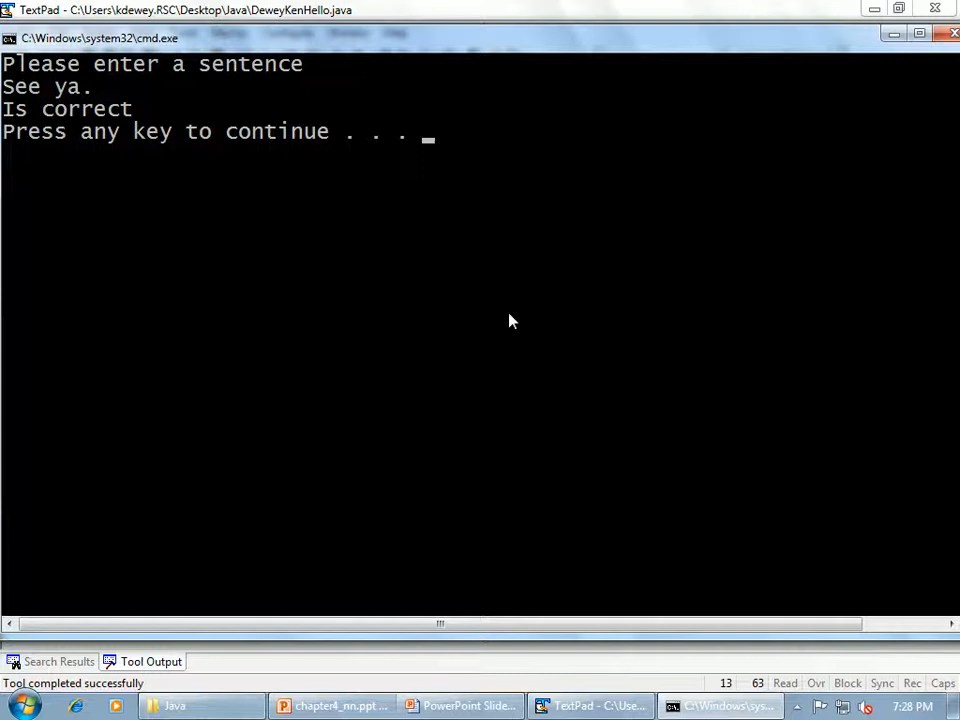 TextPad - C:\Users\kdewey.RSC\Desktop\Java\DeweyKenHello.java
C:\Windows\system32\cmd.exe
Please enter a sentence
See ya.
Is correct
Press any key to continue . . . _
Search Results
Tool Output
Tool completed successfully
13 63 Read Ovr Block Sync Rec Caps
Java
chapter4_nn.ppt ...
PowerPoint Slide...
TextPad - C:\Use...
C:\Windows\sys...
7:28 PM